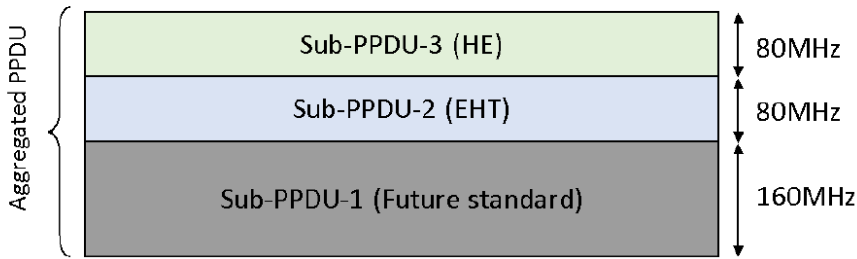 Aggregated PPDU
Sub-PPDU-3 (HE)
80MHz
Sub-PPDU-2 (EHT)
80MHz
Sub-PPDU-1 (Future standard)
160MHz